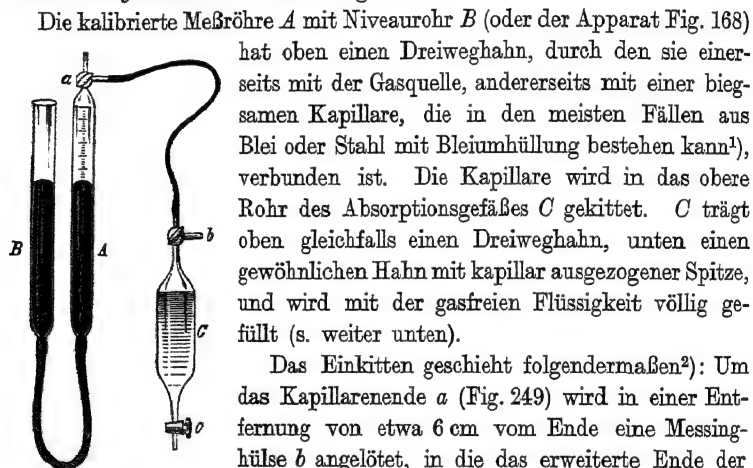 Die kalibrierte Meßröhre A mit Niveaurohr B (oder der Apparat Fig. 168)
hat oben einen Dreiweghahn, durch den sie einer-
seits mit der Gasquelle, andererseits mit einer bieg-
samen Kapillare, die in den meisten Fällen aus
Blei oder Stahl mit Bleiumhüllung bestehen kann¹),
verbunden ist. Die Kapillare wird in das obere
Rohr des Absorptionsgefäßes C gekittet. C trägt
oben gleichfalls einen Dreiweghahn, unten einen
gewöhnlichen Hahn mit kapillar ausgezogener Spitze,
und wird mit der gasfreien Flüssigkeit völlig ge-
füllt (s. weiter unten).
Das Einkitten geschieht folgendermaßen²): Um
das Kapillarenende a (Fig. 249) wird in einer Ent-
fernung von etwa 6 cm vom Ende eine Messing-
hülse b angelötet, in die das erweiterte Ende der
a
b
B
A
C
c